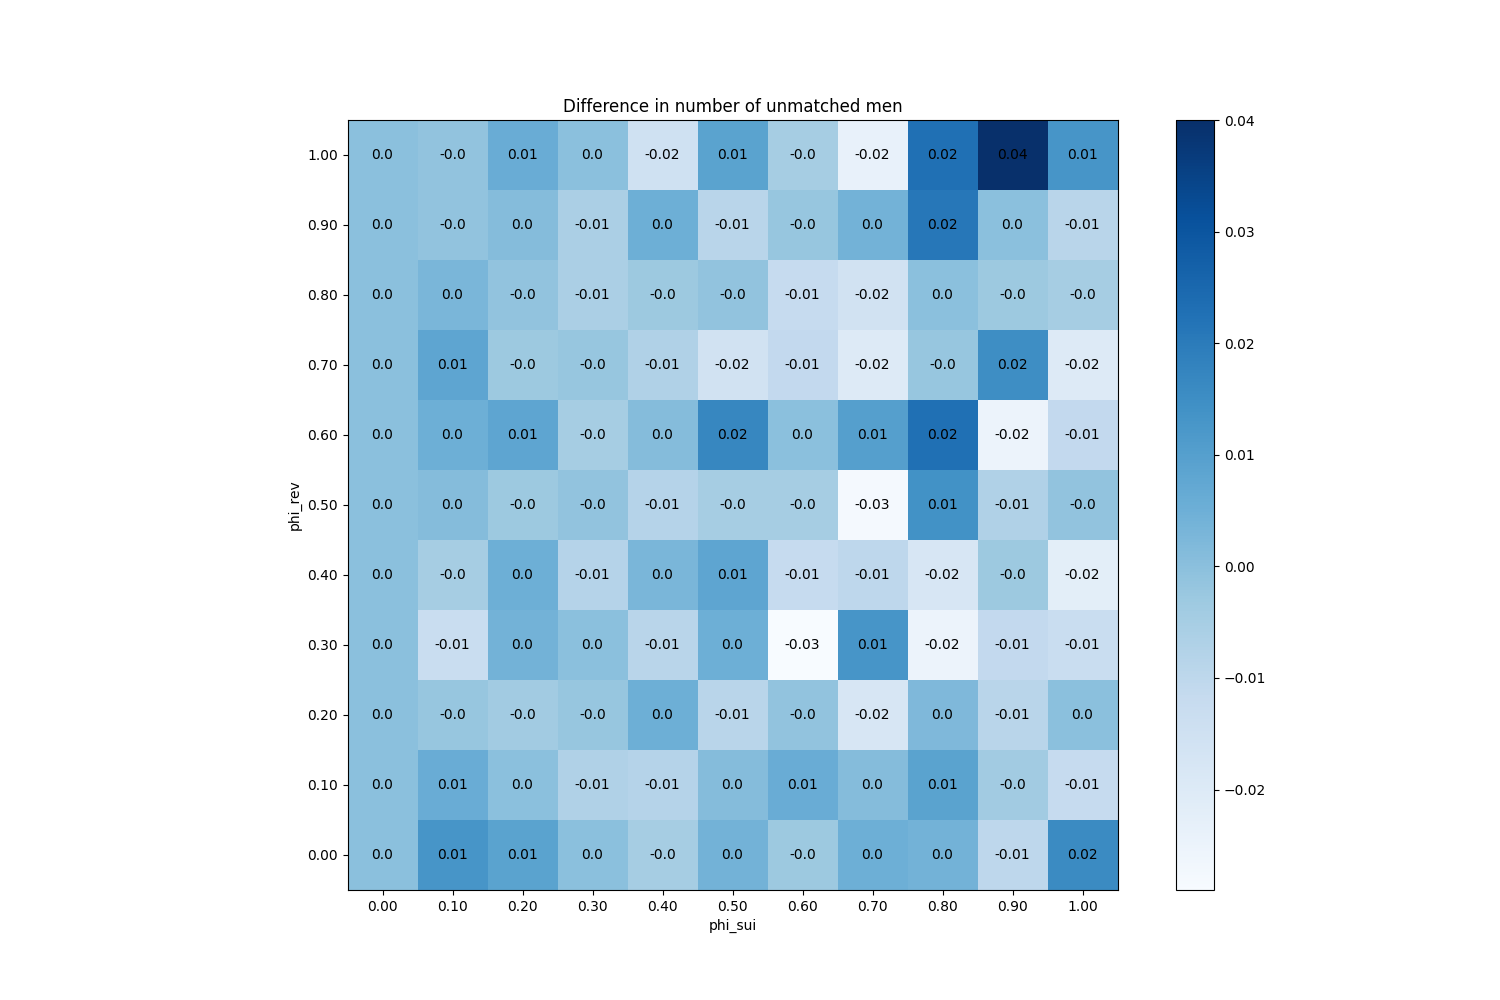 Difference in number of unmatched men
1.00 0.0 -0.0 0.01 0.0 -0.02 0.01 -0.0 -0.02 0.02 0.04 0.01
0.90 0.0 -0.0 0.0 -0.01 0.0 -0.01 -0.0 0.0 0.02 0.0 -0.01
0.80 0.0 0.0 -0.0 -0.01 -0.0 -0.0 -0.01 -0.02 0.0 -0.0 -0.0
0.70 0.0 0.01 -0.0 -0.0 -0.01 -0.02 -0.01 -0.02 -0.0 0.02 -0.02
0.60 0.0 0.0 0.01 -0.0 0.0 0.02 0.0 0.01 0.02 -0.02 -0.01
phi_rev
0.50 0.0 0.0 -0.0 -0.0 -0.01 -0.0 -0.0 -0.03 0.01 -0.01 -0.0
0.40 0.0 -0.0 0.0 -0.01 0.0 0.01 -0.01 -0.01 -0.02 -0.0 -0.02
0.30 0.0 -0.01 0.0 0.0 -0.01 0.0 -0.03 0.01 -0.02 -0.01 -0.01
0.20 0.0 -0.0 -0.0 -0.0 0.0 -0.01 -0.0 -0.02 0.0 -0.01 0.0
0.10 0.0 0.01 0.0 -0.01 -0.01 0.0 0.01 0.0 0.01 -0.0 -0.01
0.00 0.0 0.01 0.01 0.0 -0.0 0.0 -0.0 0.0 0.0 -0.01 0.02
0.00 0.10 0.20 0.30 0.40 0.50 0.60 0.70 0.80 0.90 1.00
phi_sui
0.04
0.03
0.02
0.01
0.00
−0.01
−0.02